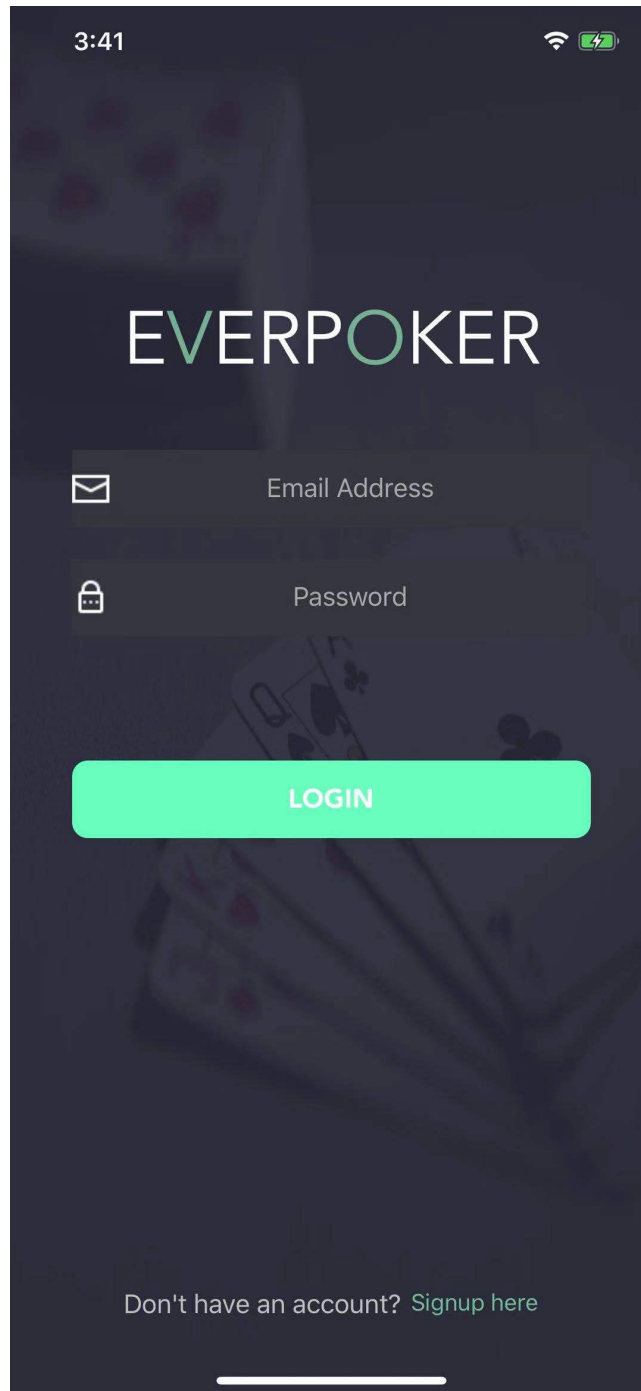 3:41
EVERPOKER
Email Address
Password
LOGIN
Don't have an account? Signup here